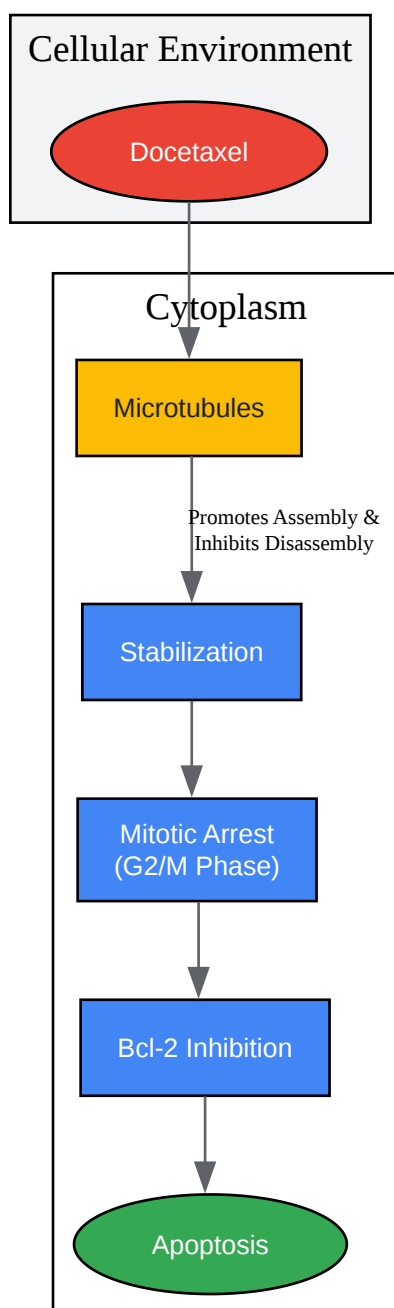 Cellular Environment
Docetaxel
Cytoplasm
Microtubules
Promotes Assembly &
Inhibits Disassembly
Stabilization
Mitotic Arrest
(G2/M Phase)
Bcl-2 Inhibition
Apoptosis